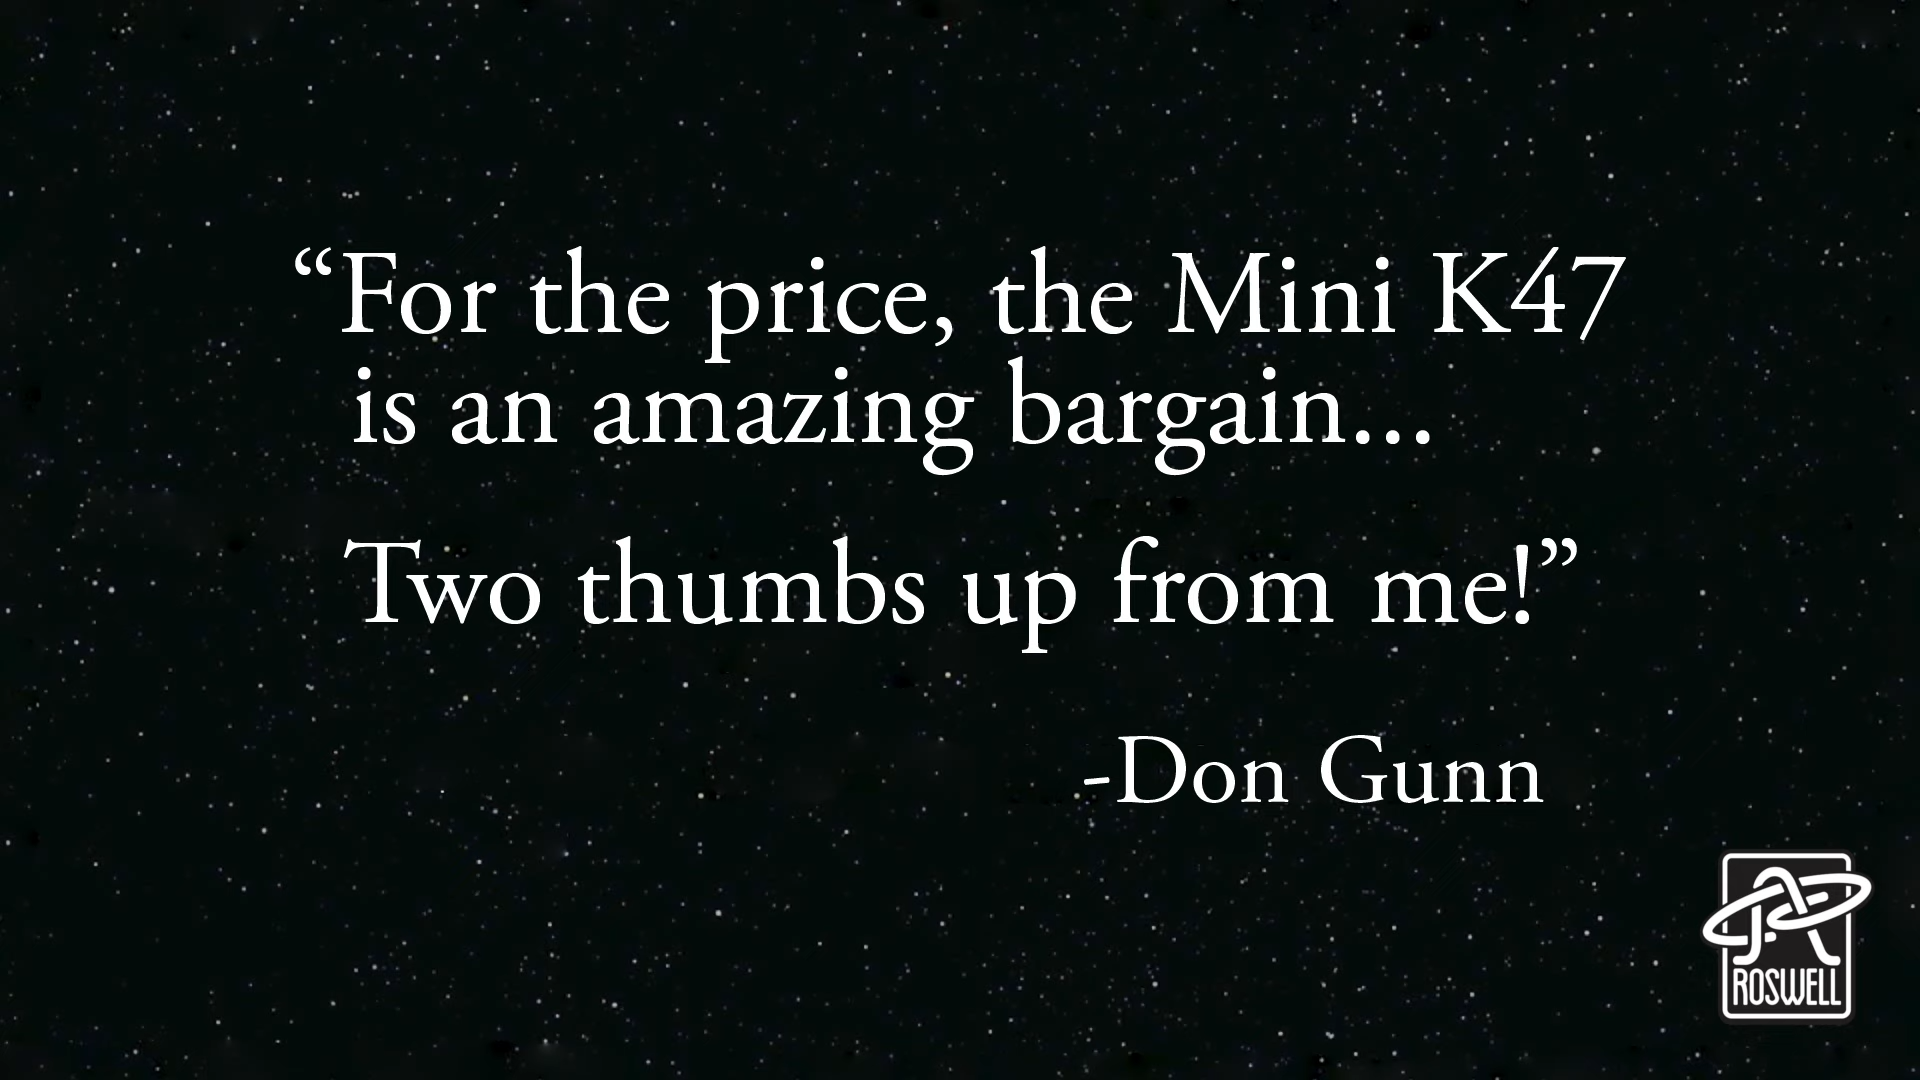 “For the price, the Mini K47
is an amazing bargain...
Two thumbs up from me!”
-Don Gunn
ROSWELL